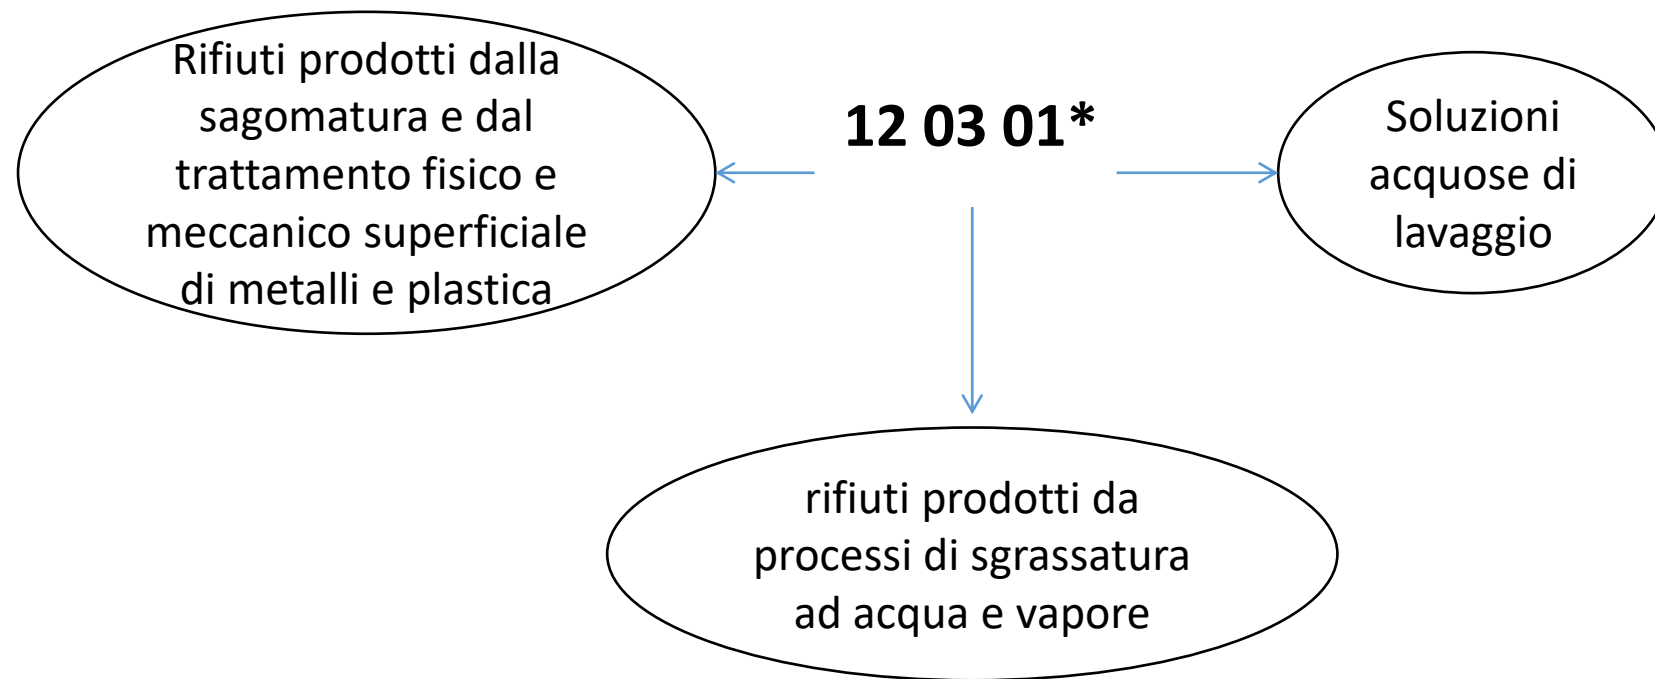 Rifiuti prodotti dalla
sagomatura e dal
trattamento fisico e
meccanico superficiale
di metalli e plastica
12 03 01*
Soluzioni
acquose di
lavaggio
rifiuti prodotti da
processi di sgrassatura
ad acqua e vapore